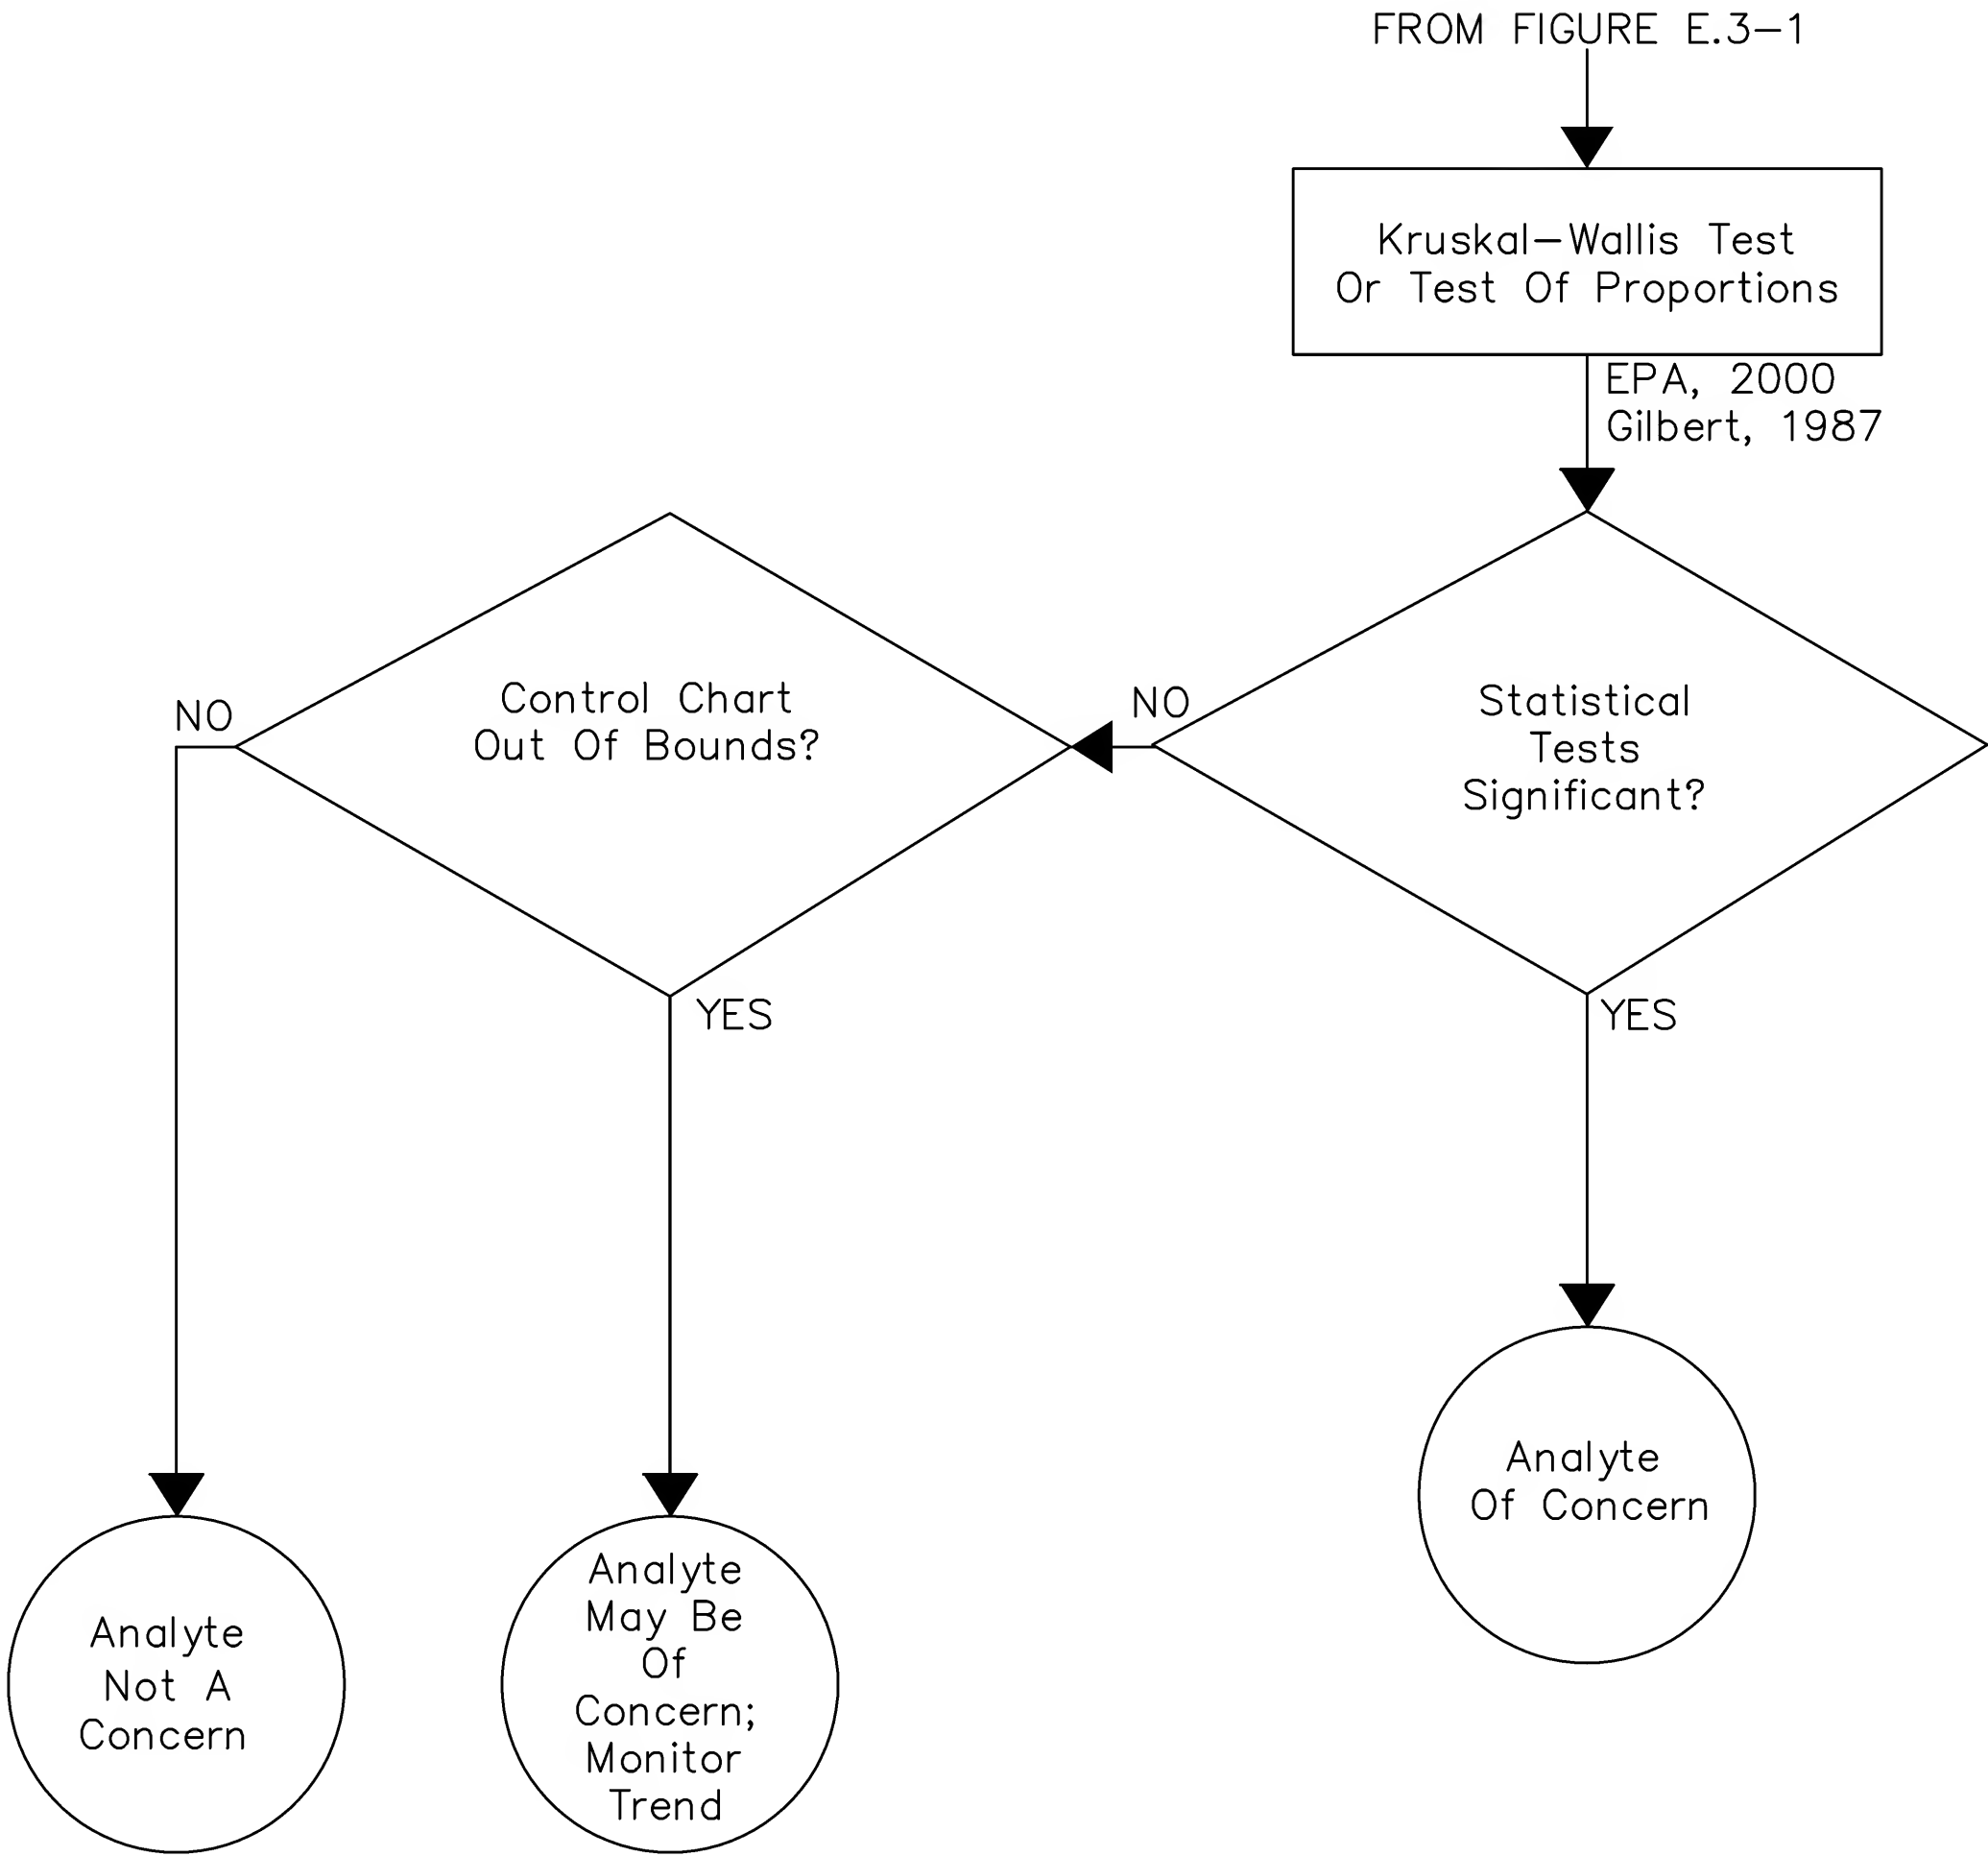 FROM FIGURE E.3-1
Kruskal-Wallis Test
Or Test Of Proportions
EPA, 2000
Gilbert, 1987
Statistical
Tests
Significant?
NO
YES
Control Chart
Out Of Bounds?
NO
YES
Analyte
Of Concern
Analyte
May Be
Of
Concern;
Monitor
Trend
Analyte
Not A
Concern